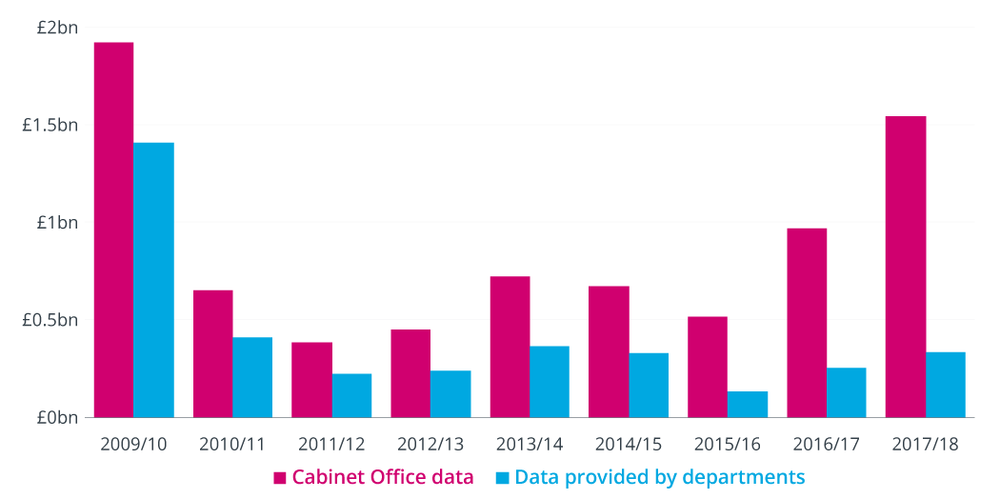 £2bn
£1.5bn
£1bn
£0.5bn
£0bn
2009/10 2010/11 2011/12 2012/13 2013/14 2014/15 2015/16 2016/17 2017/18
Cabinet Office data Data provided by departments